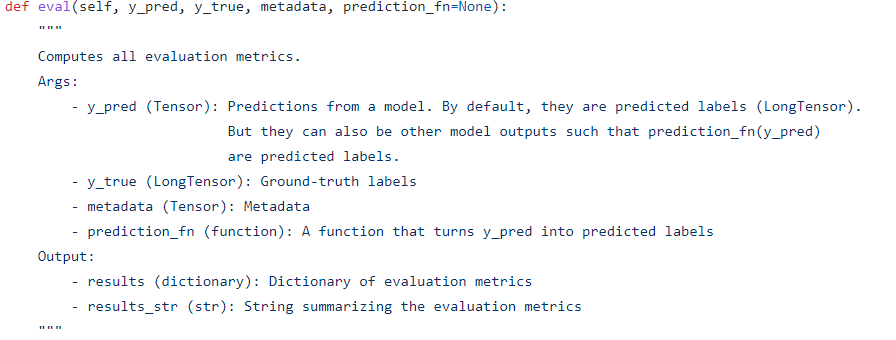 def eval(self, y_pred, y_true, metadata, prediction_fn=None):
    """
    Computes all evaluation metrics.
    Args:
        - y_pred (Tensor): Predictions from a model. By default, they are predicted labels (LongTensor).
                           But they can also be other model outputs such that prediction_fn(y_pred)
                           are predicted labels.
        - y_true (LongTensor): Ground-truth labels
        - metadata (Tensor): Metadata
        - prediction_fn (function): A function that turns y_pred into predicted labels
    Output:
        - results (dictionary): Dictionary of evaluation metrics
        - results_str (str): String summarizing the evaluation metrics
    """